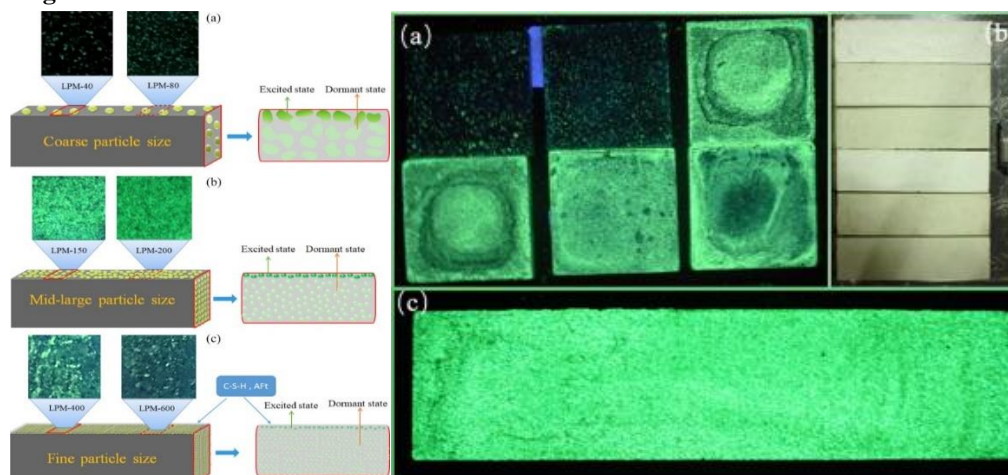 (a)
LPM-40
LPM-80
Excited state
Dormant state
Coarse particle size
(b)
LPM-150
LPM-200
Excited state
Dormant state
Mid-large particle size
(c)
LPM-400
LPM-600
C-S-H , AFt
Excited state
Dormant state
Fine particle size
(a)
(b
(c)